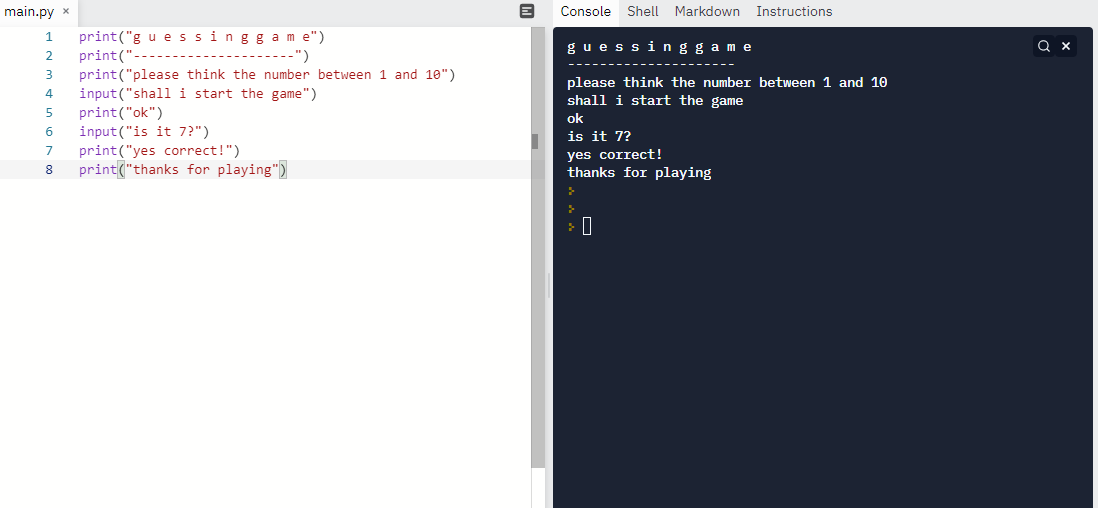 main.py ×
1 print("g u e s s i n g g a m e")
2 print("---------------------")
3 print("please think the number between 1 and 10")
4 input("shall i start the game")
5 print("ok")
6 input("is it 7?")
7 print("yes correct!")
8 print("thanks for playing")
Console Shell Markdown Instructions
g u e s s i n g g a m e
---------------------
please think the number between 1 and 10
shall i start the game
ok
is it 7?
yes correct!
thanks for playing
>
>
>